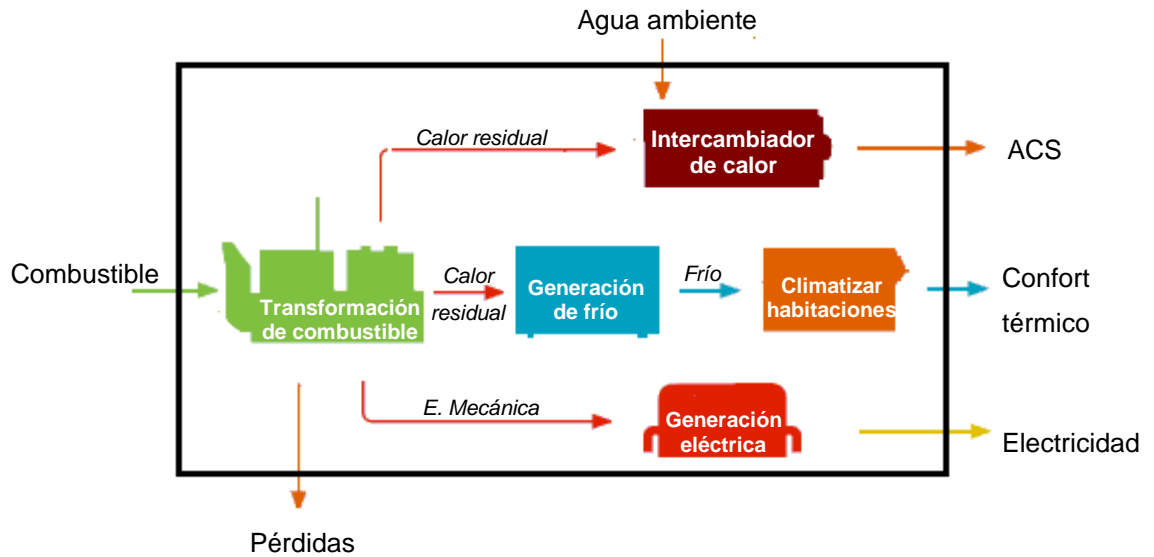 Agua ambiente
Calor residual
Intercambiador
de calor
ACS
Combustible
Transformación
de combustible
Calor
residual
Generación
de frío
Frío
Climatizar
habitaciones
Confort
térmico
E. Mecánica
Generación
eléctrica
Electricidad
Pérdidas